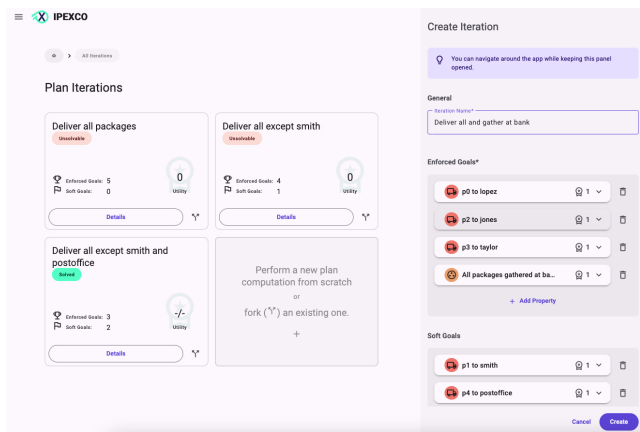 IPEXCO
All Iterations
Plan Iterations
Deliver all packages
Unsolvable
Enforced Goals: 5
Soft Goals: 0
0
Utility
Details
Deliver all except smith
Unsolvable
Enforced Goals: 4
Soft Goals: 1
0
Utility
Details
Deliver all except smith and
postoffice
Solved
Enforced Goals: 3
Soft Goals: 2
-/-
Utility
Details
Perform a new plan
computation from scratch
or
fork ( ) an existing one.
+
Create Iteration
You can navigate around the app while keeping this panel
opened.
General
Iteration Name*
Deliver all and gather at bank
Enforced Goals*
p0 to lopez 1
p2 to jones 1
p3 to taylor 1
All packages gathered at ba... 1
+ Add Property
Soft Goals
p1 to smith 1
p4 to postoffice 1
Cancel Create